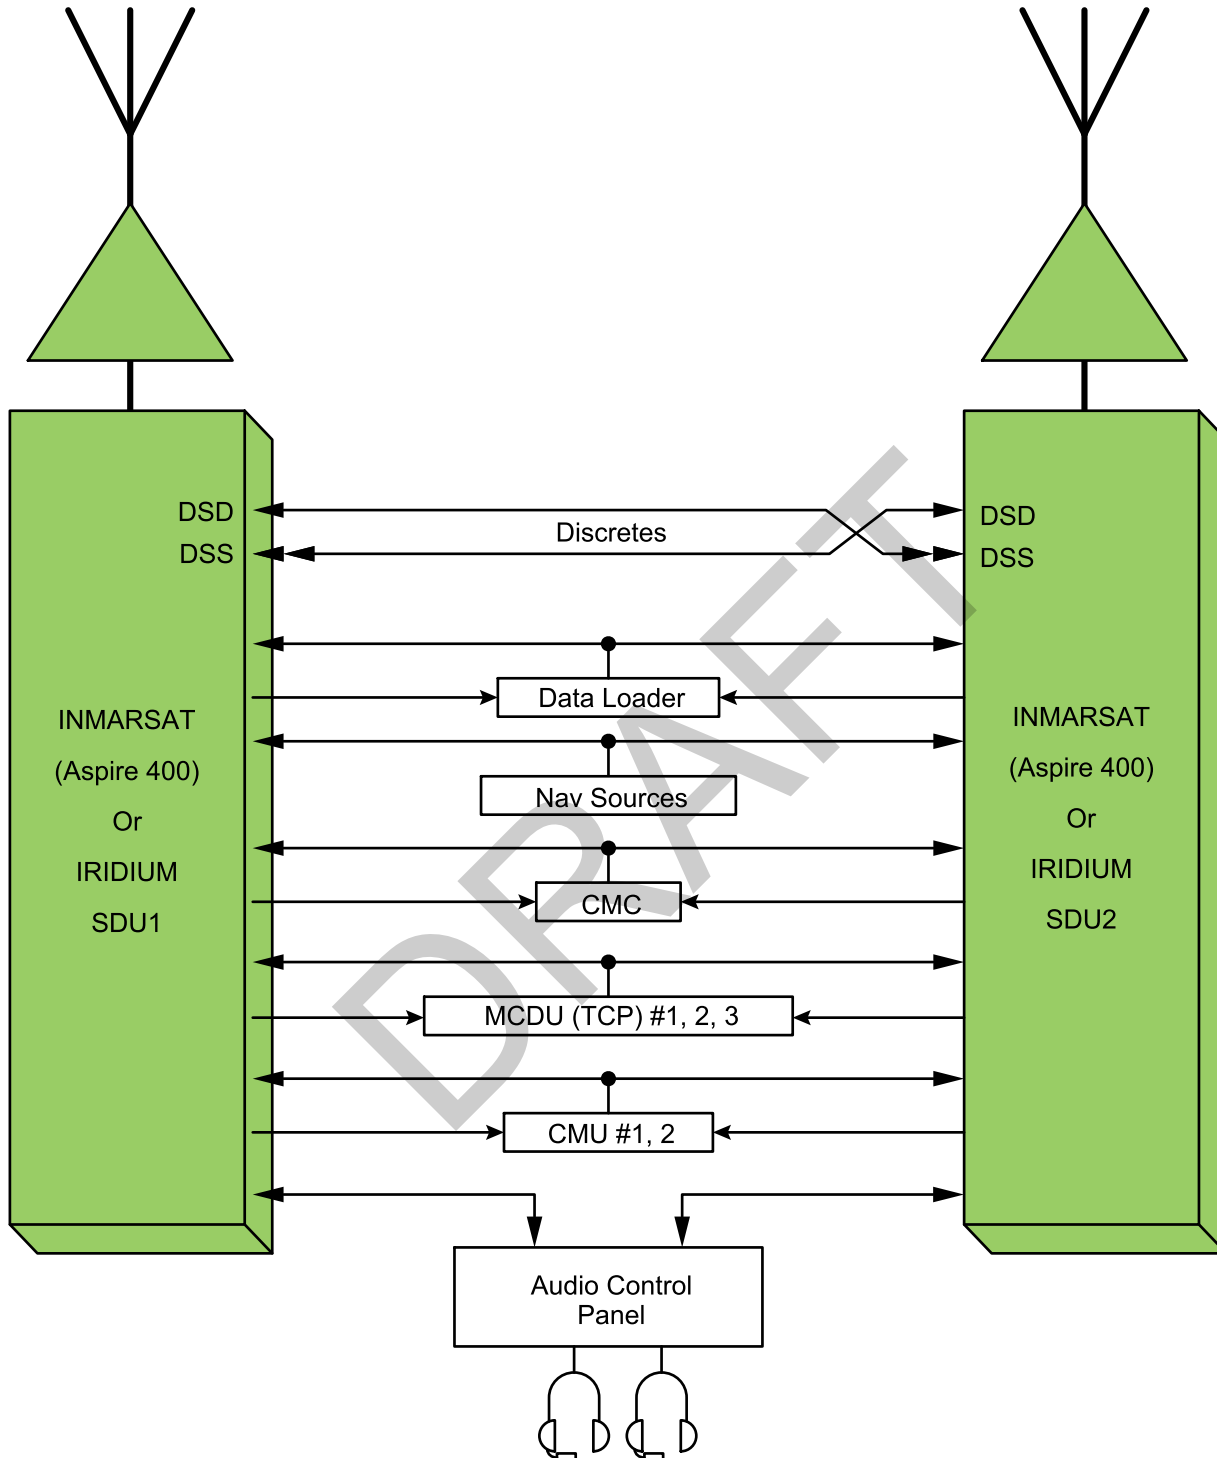 DSD
DSS
Discretes
DSD
DSS
INMARSAT
(Aspire 400)
Or
IRIDIUM
SDU1
Data Loader
Nav Sources
CMC
MCDU (TCP) #1, 2, 3
CMU #1, 2
Audio Control
Panel
INMARSAT
(Aspire 400)
Or
IRIDIUM
SDU2
DRAFT